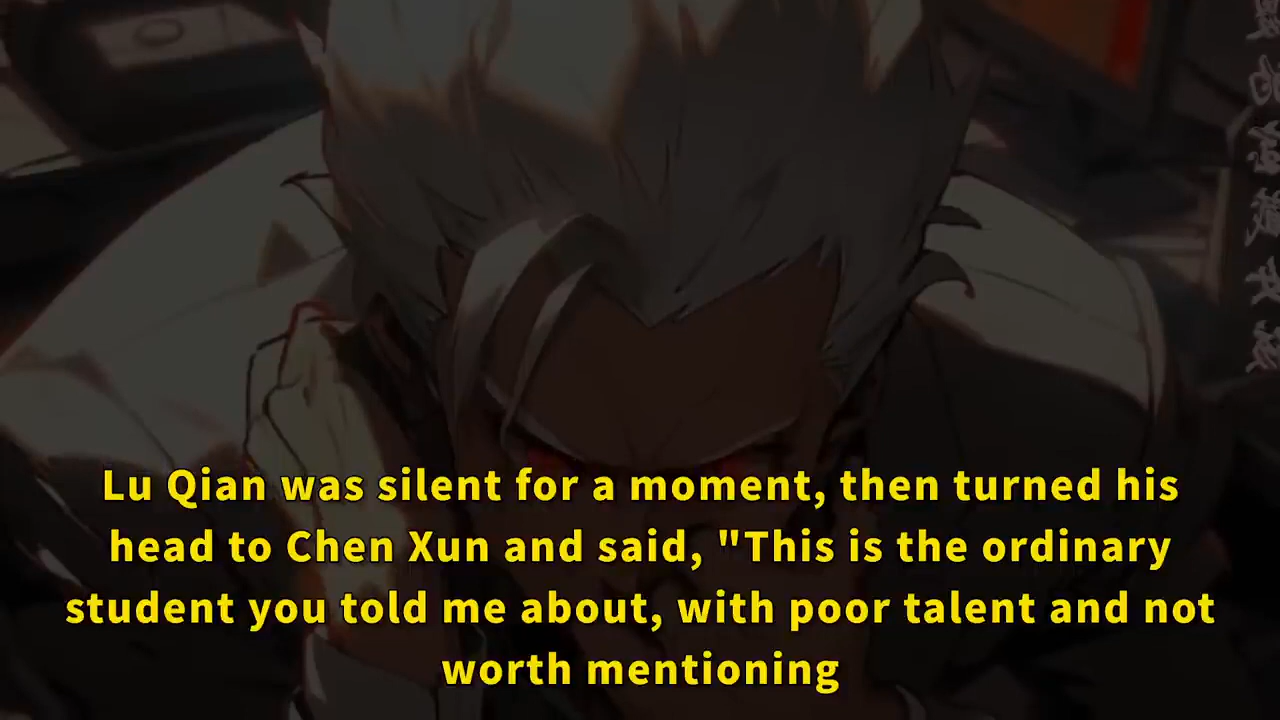 Lu Qian was silent for a moment, then turned his
head to Chen Xun and said, "This is the ordinary
student you told me about, with poor talent and not
worth mentioning